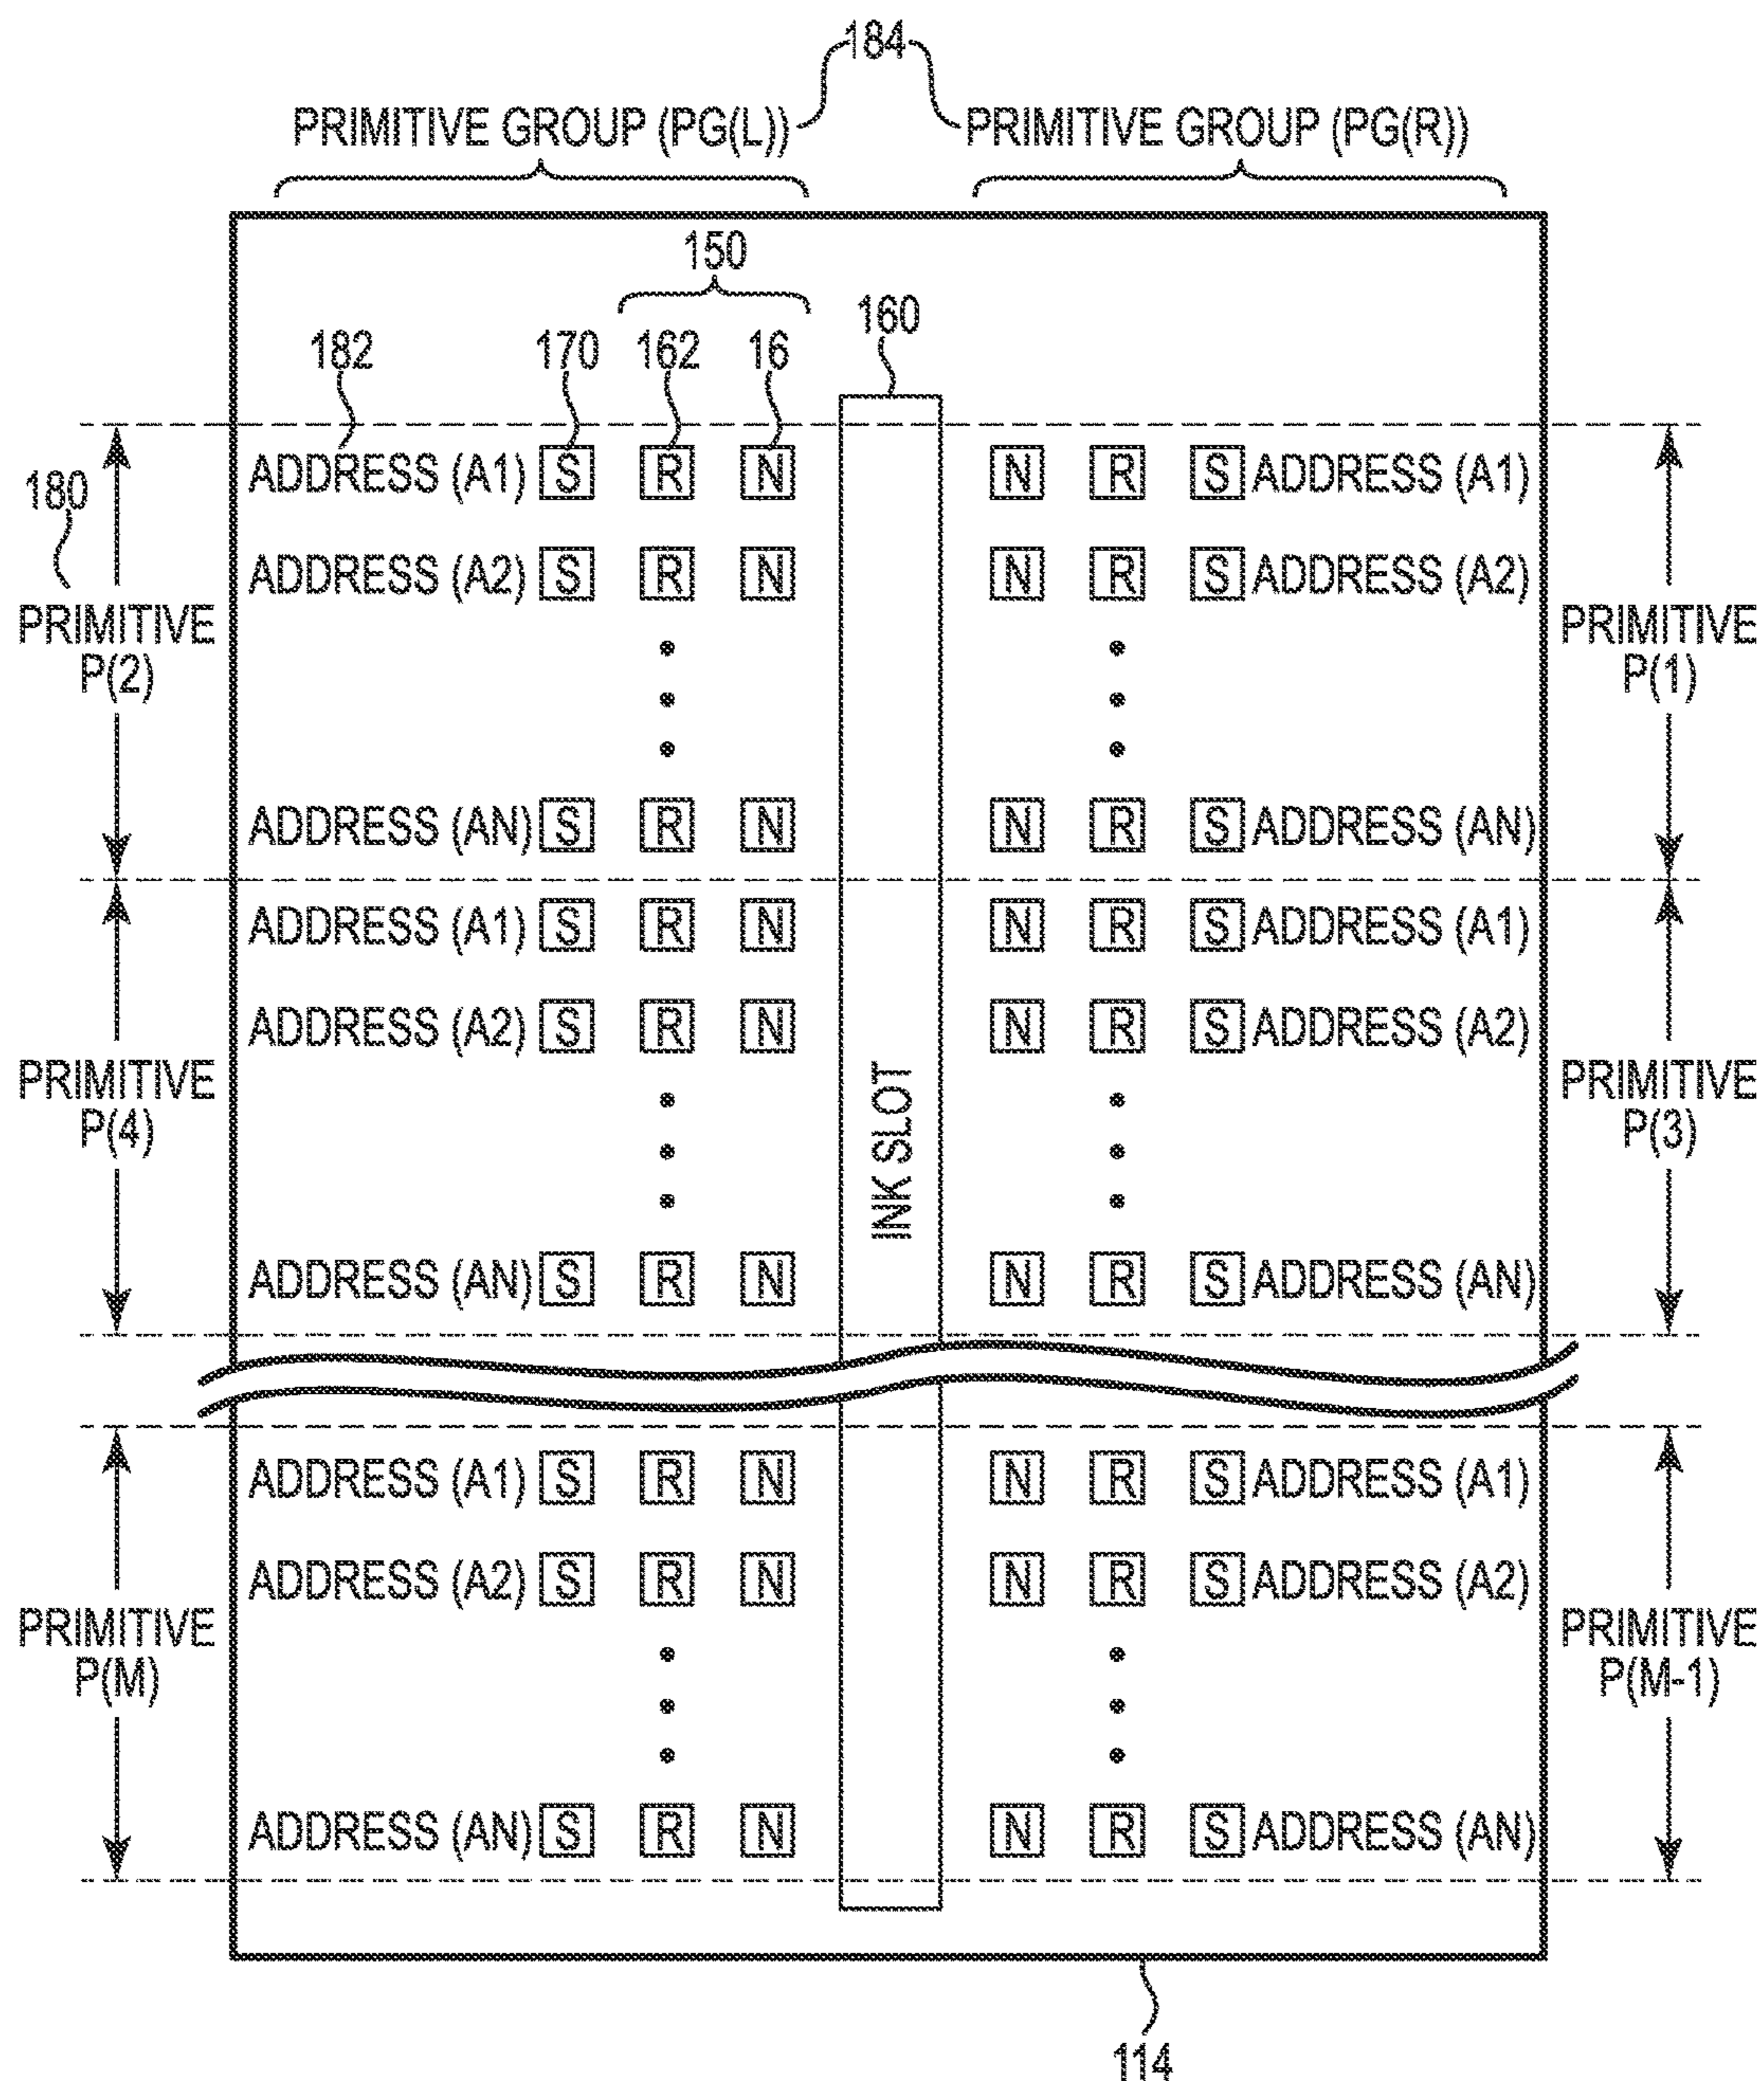 184
PRIMITIVE GROUP (PG(L)) PRIMITIVE GROUP (PG(R))
150
160
182 170 162 16
ADDRESS (A1) S R N N R S ADDRESS (A1)
180
ADDRESS (A2) S R N N R S ADDRESS (A2)
PRIMITIVE P(2)
PRIMITIVE P(1)
ADDRESS (AN) S R N N R S ADDRESS (AN)
ADDRESS (A1) S R N N R S ADDRESS (A1)
ADDRESS (A2) S R N N R S ADDRESS (A2)
PRIMITIVE P(4)
INK SLOT
PRIMITIVE P(3)
ADDRESS (AN) S R N N R S ADDRESS (AN)
ADDRESS (A1) S R N N R S ADDRESS (A1)
ADDRESS (A2) S R N N R S ADDRESS (A2)
PRIMITIVE P(M)
PRIMITIVE P(M-1)
ADDRESS (AN) S R N N R S ADDRESS (AN)
114